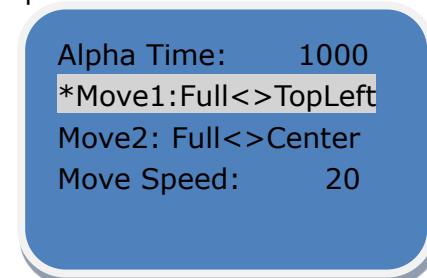 Alpha Time: 1000
*Move1:Full<>TopLeft
Move2: Full<>Center
Move Speed: 20